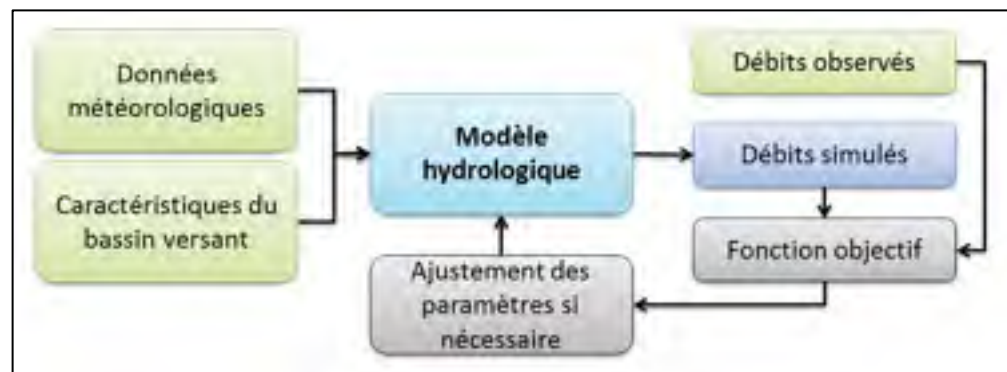 Données
météorologiques
Caractéristiques du
bassin versant
Modèle
hydrologique
Débits observés
Débits simulés
Fonction objectif
Ajustement des
paramètres si
nécessaire